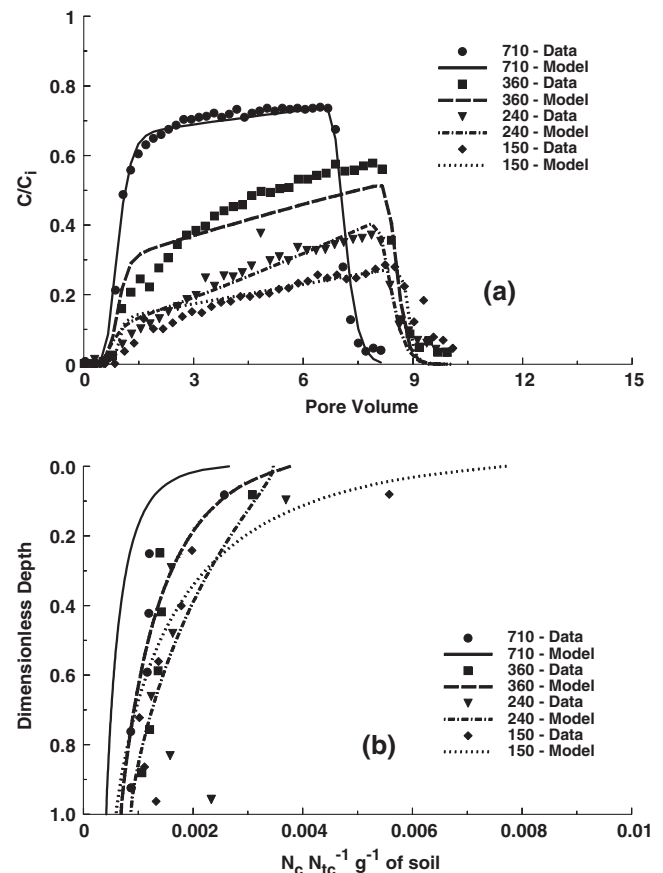 1
0.8
0.6
0.4
0.2
0
C/Ci
0 3 6 9 12 15
Pore Volume
710 - Data
710 - Model
360 - Data
360 - Model
240 - Data
240 - Model
150 - Data
150 - Model
(a)
0.0
0.2
0.4
0.6
0.8
1.0
Dimensionless Depth
0 0.002 0.004 0.006 0.008 0.01
Nc Ntc⁻¹ g⁻¹ of soil
710 - Data
710 - Model
360 - Data
360 - Model
240 - Data
240 - Model
150 - Data
150 - Model
(b)